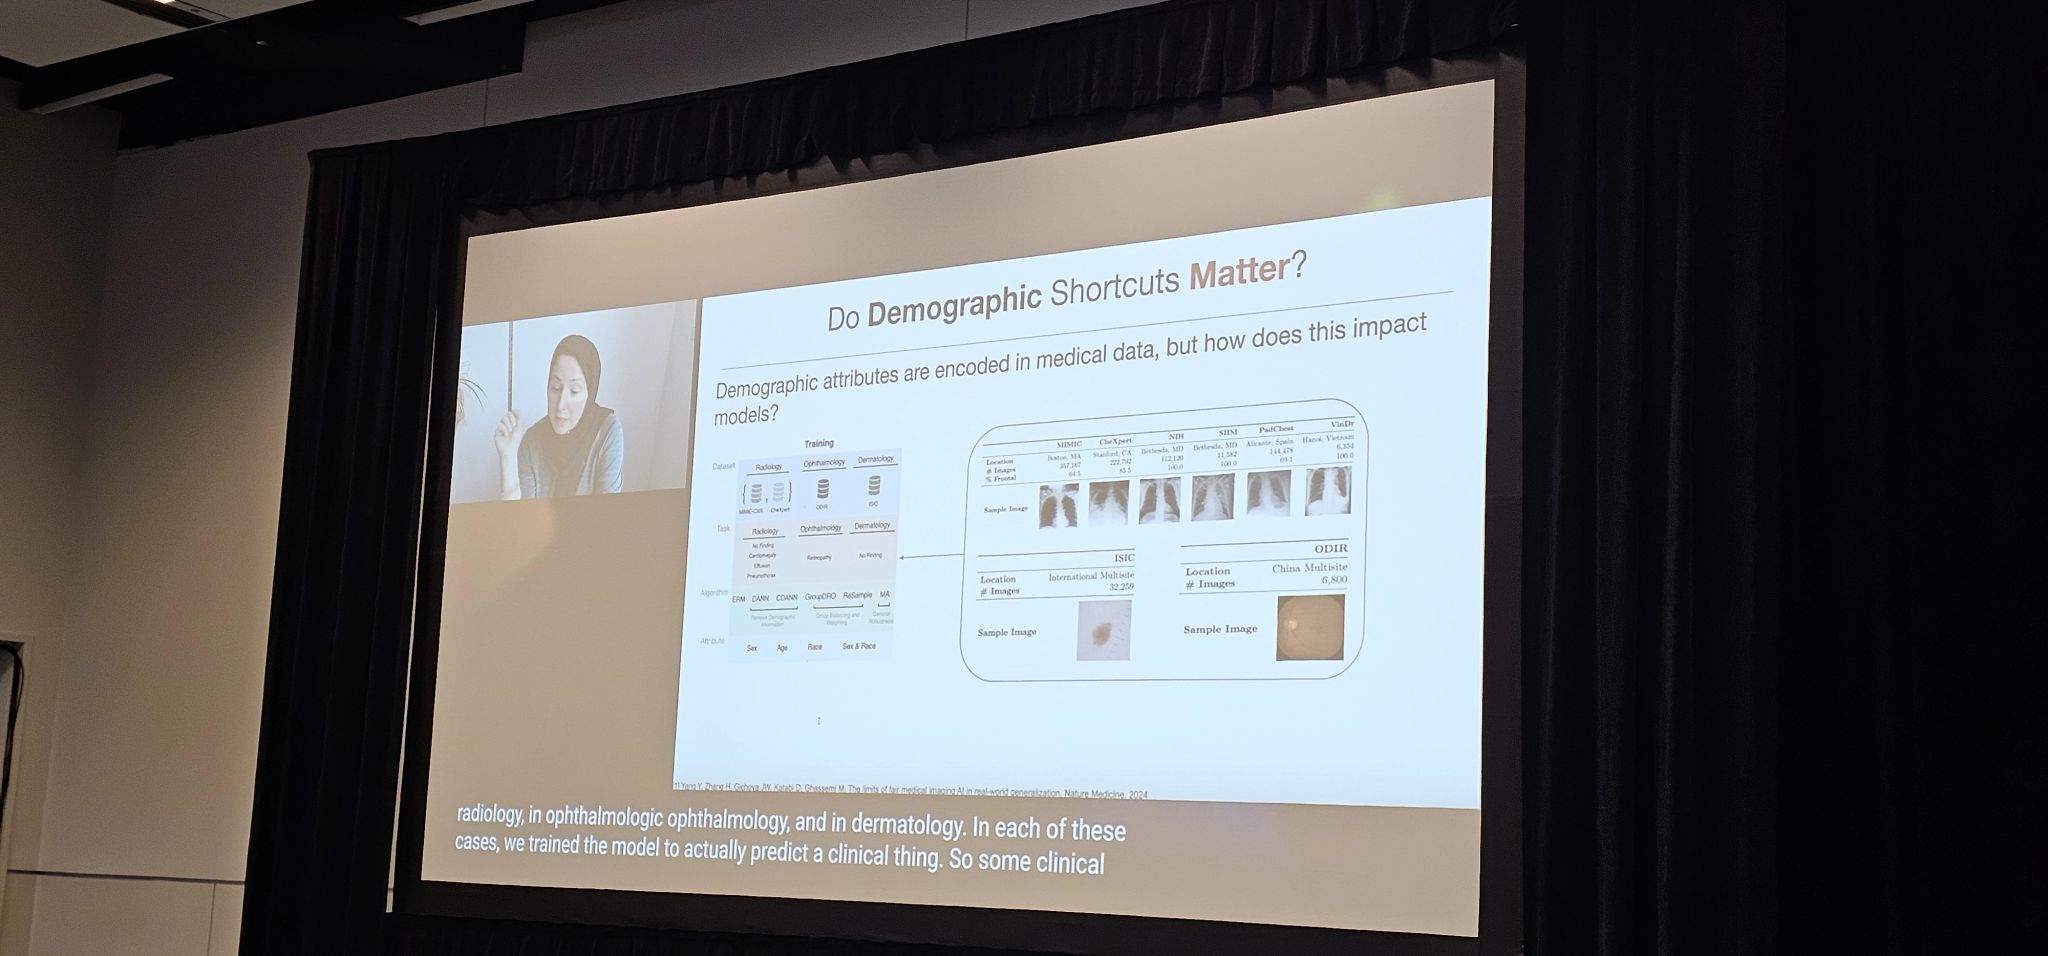 Do Demographic Shortcuts Matter?
Demographic attributes are encoded in medical data, but how does this impact
models?
Training
Dataset
Radiology Ophthalmology Dermatology
MIMIC-CXR CheXpert ODIR ISIC
Task
Radiology Ophthalmology Dermatology
No Finding
Cardiomegaly
Effusion
Pneumothorax
Retinopathy
No Finding
Algorithm
ERM DANN CDANN GroupDRO ReSample MA
Remove Demographic
Information
Group Balancing and
Weighting
General
Robustness
Attribute
Sex Age Race Sex & Race
MIMIC CheXpert NIH SIIM PadChest VinDr
Location Boston, MA Stanford, CA Bethesda, MD Bethesda, MD Alicante, Spain Hanoi, Vietnam
# Images 357,167 222,792 112,120 11,582 144,478 6,354
% Frontal 64.5 85.5 100.0 100.0 69.1 100.0
Sample Image
ISIC
Location International Multisite
# Images 32,259
Sample Image
ODIR
Location China Multisite
# Images 6,800
Sample Image
[1] Yang Y, Zhang H, Gichoya JW, Katabi D, Ghassemi M. The limits of fair medical imaging AI in real-world generalization. Nature Medicine. 2024
radiology, in ophthalmologic ophthalmology, and in dermatology. In each of these
cases, we trained the model to actually predict a clinical thing. So some clinical